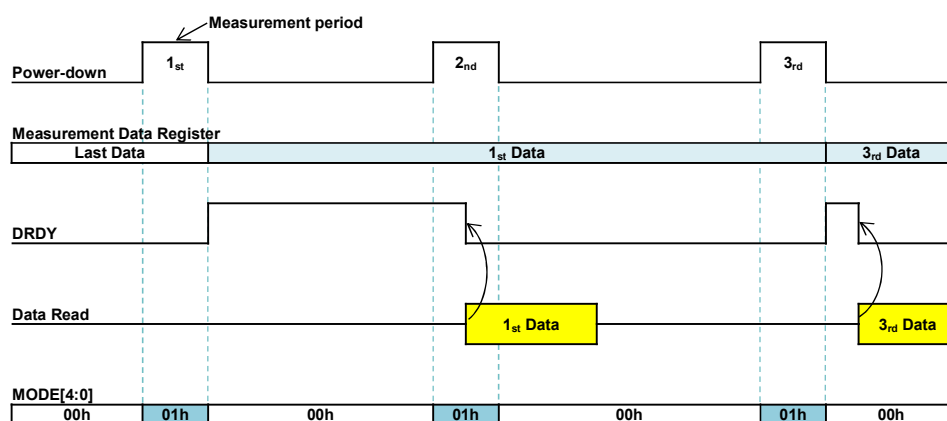 Measurement period
1st 2nd 3rd
Power-down
Measurement Data Register
Last Data 1st Data 3rd Data
DRDY
Data Read
1st Data 3rd Data
MODE[4:0]
00h 01h 00h 01h 00h 01h 00h